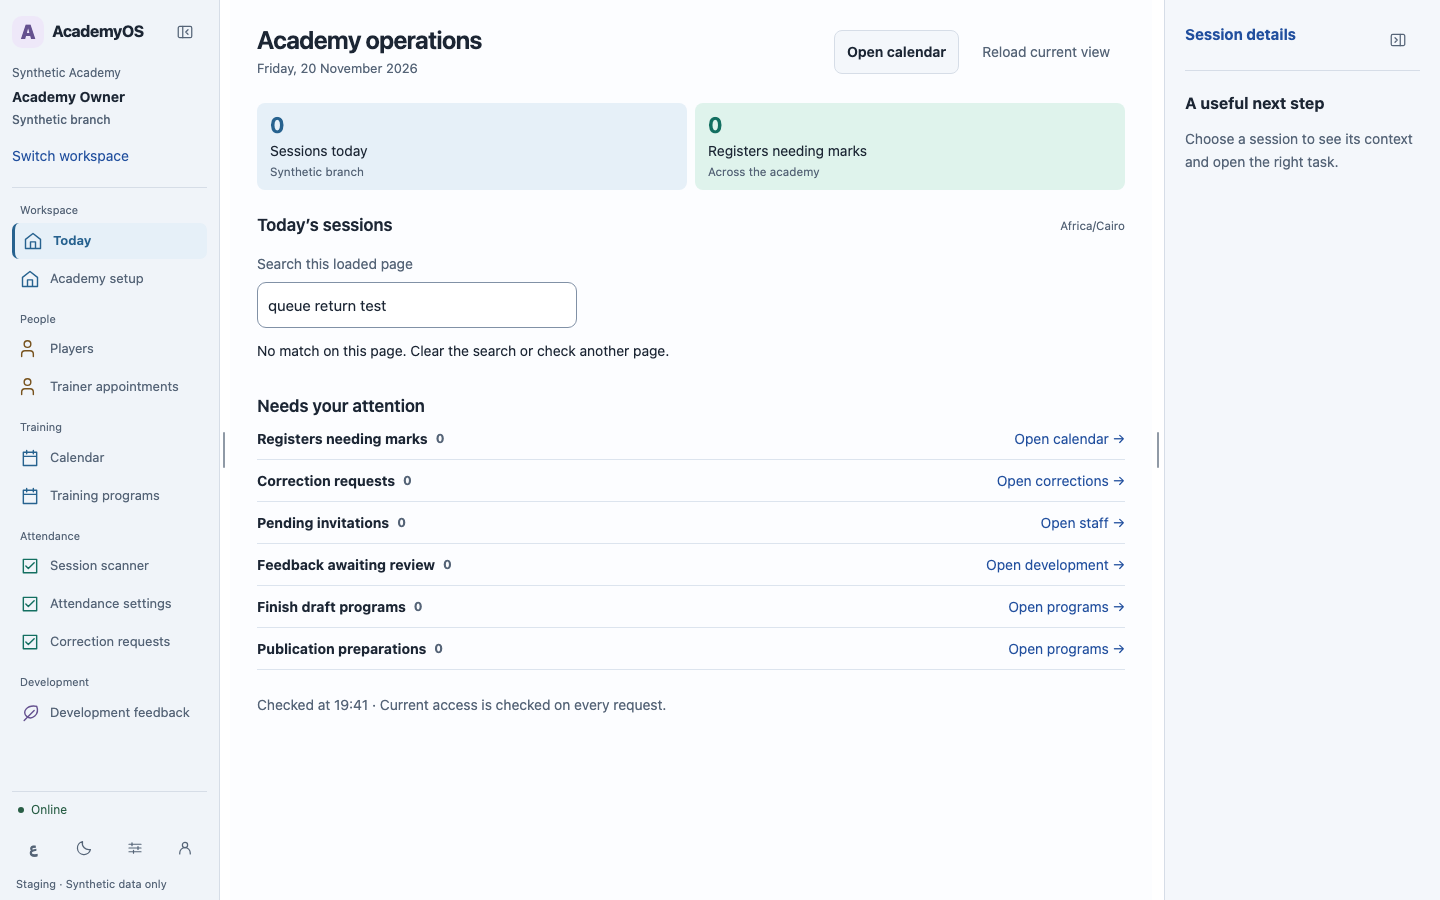 A AcademyOS
Synthetic Academy
Academy Owner
Synthetic branch
Switch workspace
Workspace
Today
Academy setup
People
Players
Trainer appointments
Training
Calendar
Training programs
Attendance
Session scanner
Attendance settings
Correction requests
Development
Development feedback
Online
ع
Staging · Synthetic data only
Academy operations
Friday, 20 November 2026
Open calendar
Reload current view
0
Sessions today
Synthetic branch
0
Registers needing marks
Across the academy
Today’s sessions
Africa/Cairo
Search this loaded page
queue return test
No match on this page. Clear the search or check another page.
Needs your attention
Registers needing marks 0 Open calendar →
Correction requests 0 Open corrections →
Pending invitations 0 Open staff →
Feedback awaiting review 0 Open development →
Finish draft programs 0 Open programs →
Publication preparations 0 Open programs →
Checked at 19:41 · Current access is checked on every request.
Session details
A useful next step
Choose a session to see its context
and open the right task.